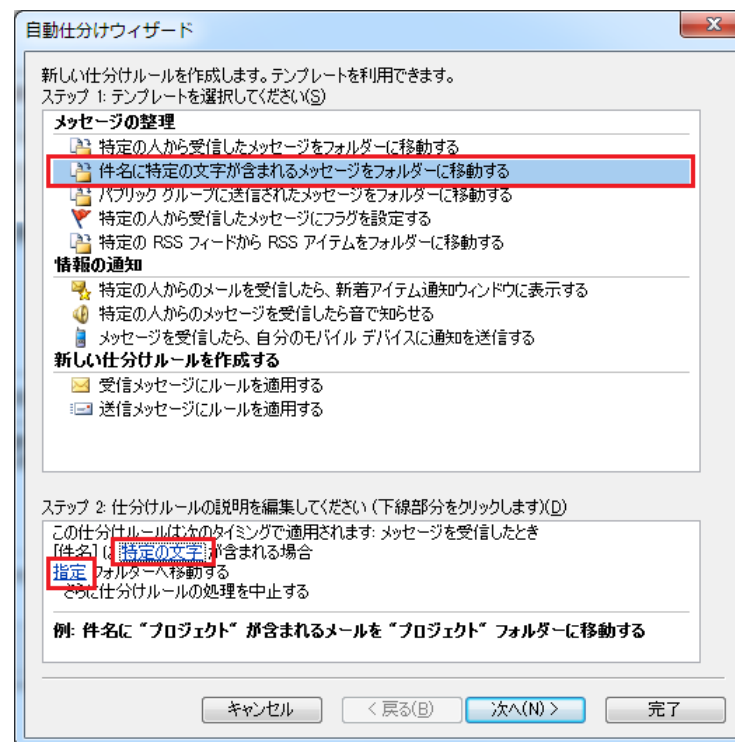 自動仕分けウィザード
新しい仕分けルールを作成します。テンプレートを利用できます。
ステップ 1: テンプレートを選択してください(S)
メッセージの整理
特定の人から受信したメッセージをフォルダーに移動する
件名に特定の文字が含まれるメッセージをフォルダーに移動する
パブリック グループに送信されたメッセージをフォルダーに移動する
特定の人から受信したメッセージにフラグを設定する
特定の RSS フィードから RSS アイテムをフォルダーに移動する
情報の通知
特定の人からのメールを受信したら、新着アイテム通知ウィンドウに表示する
特定の人からのメッセージを受信したら音で知らせる
メッセージを受信したら、自分のモバイル デバイスに通知を送信する
新しい仕分けルールを作成する
受信メッセージにルールを適用する
送信メッセージにルールを適用する
ステップ 2: 仕分けルールの説明を編集してください (下線部分をクリックします)(D)
この仕分けルールは次のタイミングで適用されます: メッセージを受信したとき
[件名] に 特定の文字 が含まれる場合
指定 フォルダーへ移動する
さらに仕分けルールの処理を中止する
例: 件名に "プロジェクト" が含まれるメールを "プロジェクト" フォルダーに移動する
キャンセル
< 戻る(B)
次へ(N) >
完了